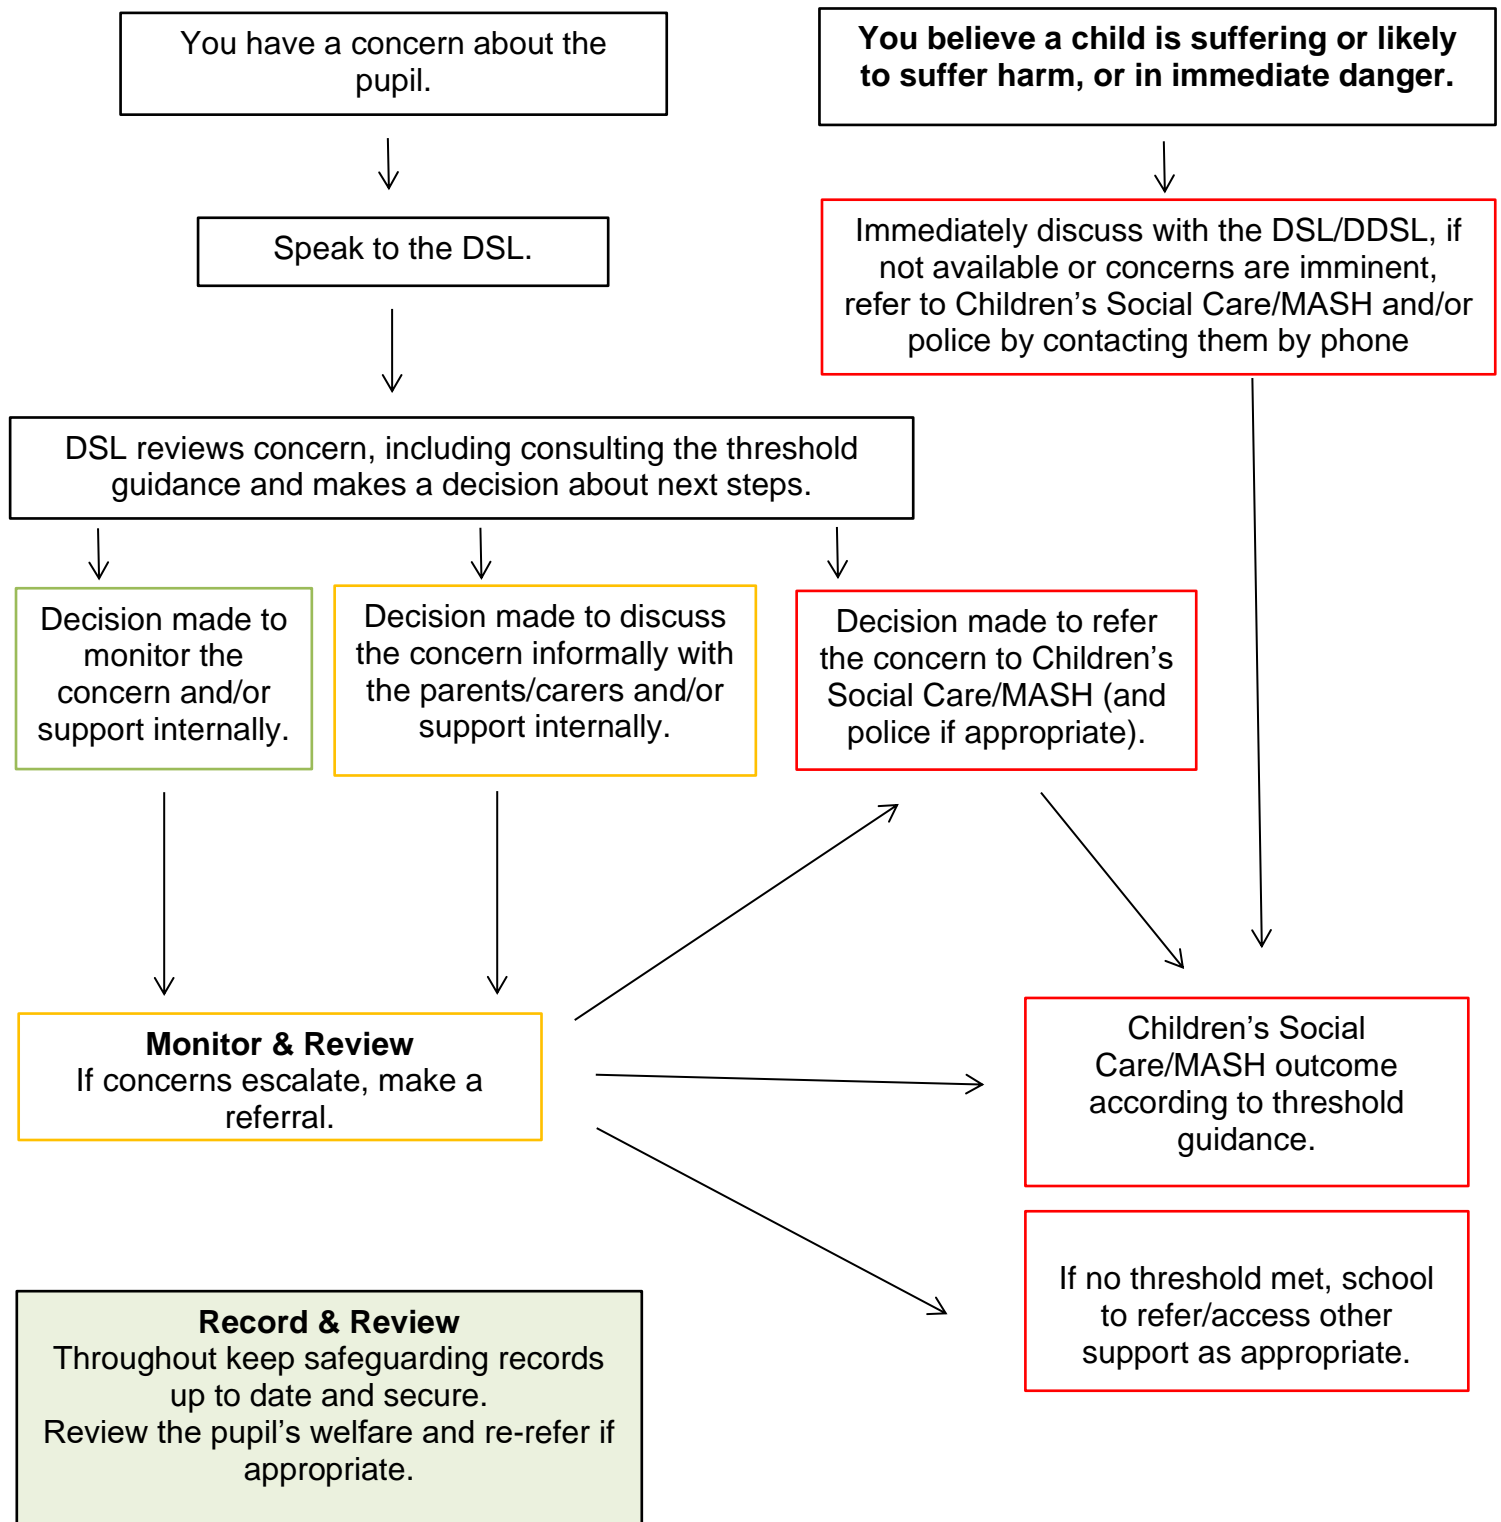 You have a concern about the
pupil.
You believe a child is suffering or likely
to suffer harm, or in immediate danger.
Speak to the DSL.
Immediately discuss with the DSL/DDSL, if
not available or concerns are imminent,
refer to Children’s Social Care/MASH and/or
police by contacting them by phone
DSL reviews concern, including consulting the threshold
guidance and makes a decision about next steps.
Decision made to
monitor the
concern and/or
support internally.
Decision made to discuss
the concern informally with
the parents/carers and/or
support internally.
Decision made to refer
the concern to Children’s
Social Care/MASH (and
police if appropriate).
Monitor & Review
If concerns escalate, make a
referral.
Children’s Social
Care/MASH outcome
according to threshold
guidance.
If no threshold met, school
to refer/access other
support as appropriate.
Record & Review
Throughout keep safeguarding records
up to date and secure.
Review the pupil’s welfare and re-refer if
appropriate.